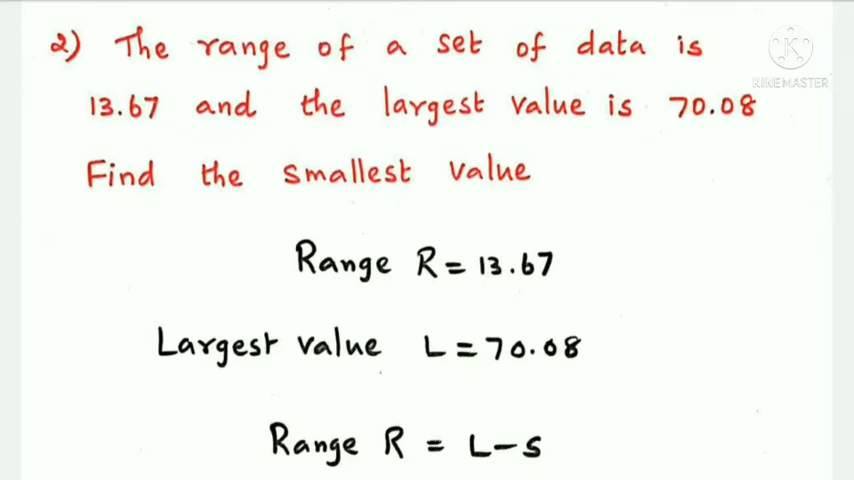 2) The range of a set of data is
KINEMASTER
13.67 and the largest value is 70.08
Find the smallest value
Range R = 13.67
Largest value L = 70.08
Range R = L-S